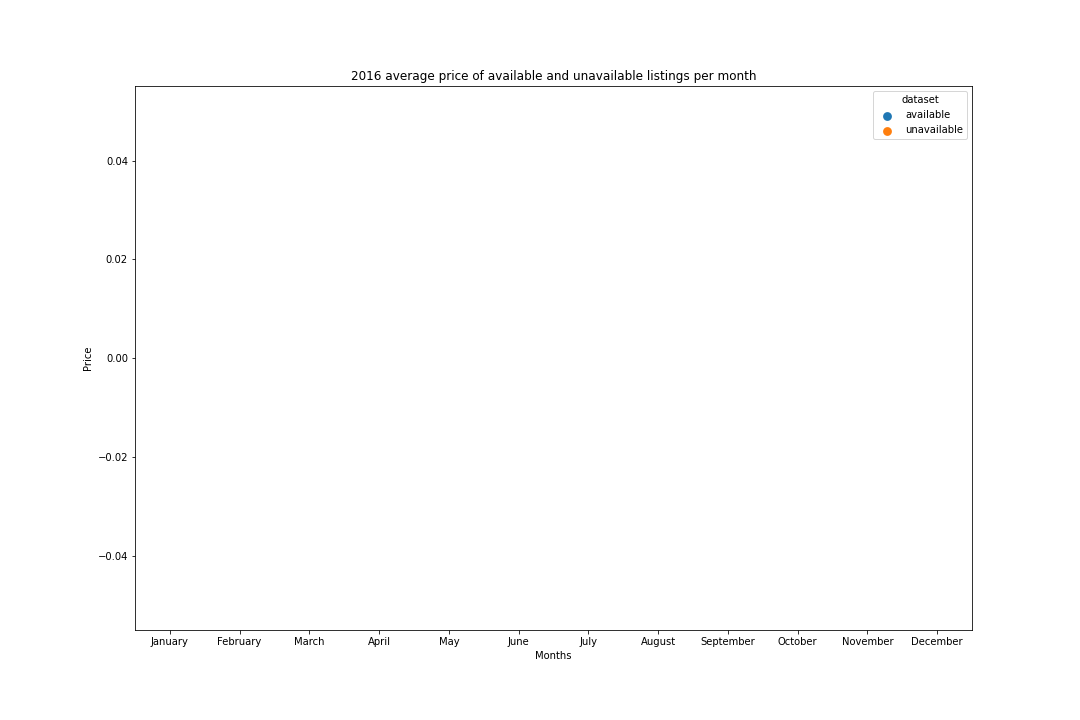 2016 average price of available and unavailable listings per month
dataset
available
unavailable
0.04
0.02
0.00
−0.02
−0.04
Price
January February March April May June July August September October November December
Months